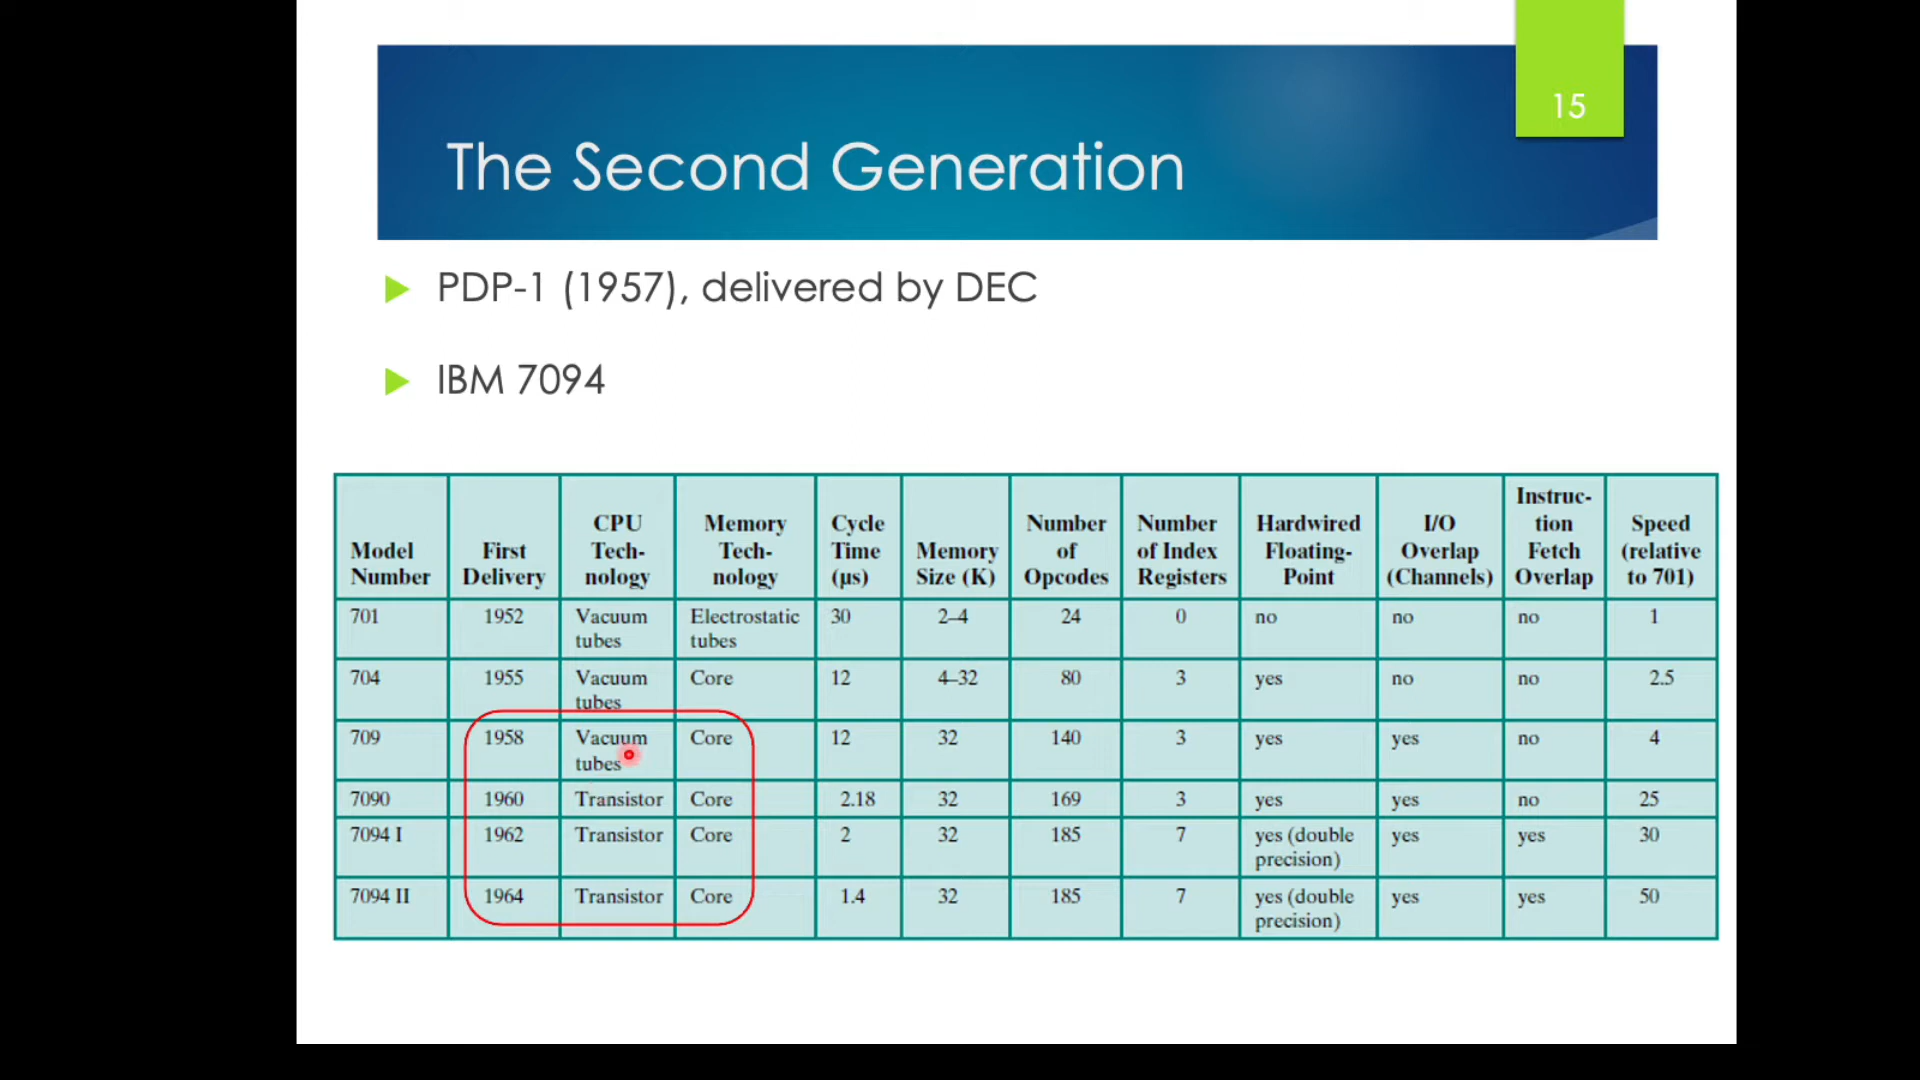 15
The Second Generation
PDP-1 (1957), delivered by DEC
IBM 7094
Model Number | First Delivery | CPU Tech-nology | Memory Tech-nology | Cycle Time (µs) | Memory Size (K) | Number of Opcodes | Number of Index Registers | Hardwired Floating-Point | I/O Overlap (Channels) | Instruc-tion Fetch Overlap | Speed (relative to 701)
701 | 1952 | Vacuum tubes | Electrostatic tubes | 30 | 2–4 | 24 | 0 | no | no | no | 1
704 | 1955 | Vacuum tubes | Core | 12 | 4–32 | 80 | 3 | yes | no | no | 2.5
709 | 1958 | Vacuum tubes | Core | 12 | 32 | 140 | 3 | yes | yes | no | 4
7090 | 1960 | Transistor | Core | 2.18 | 32 | 169 | 3 | yes | yes | no | 25
7094 I | 1962 | Transistor | Core | 2 | 32 | 185 | 7 | yes (double precision) | yes | yes | 30
7094 II | 1964 | Transistor | Core | 1.4 | 32 | 185 | 7 | yes (double precision) | yes | yes | 50